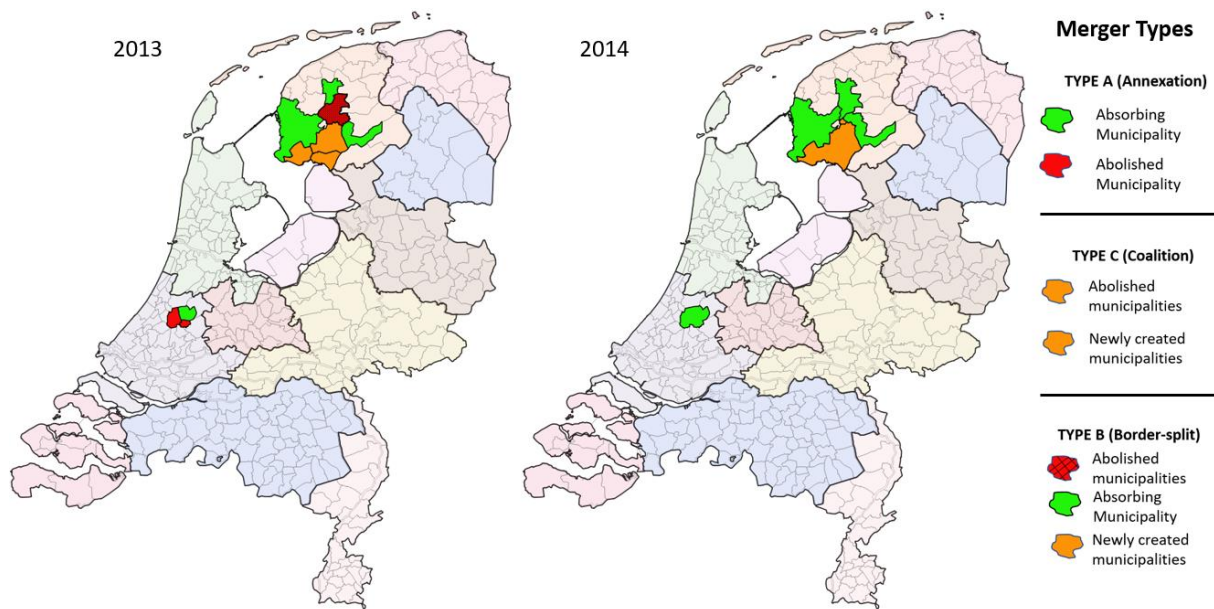 2013
2014
Merger Types
TYPE A (Annexation)
Absorbing
Municipality
Abolished
Municipality
TYPE C (Coalition)
Abolished
municipalities
Newly created
municipalities
TYPE B (Border-split)
Abolished
municipalities
Absorbing
Municipality
Newly created
municipalities